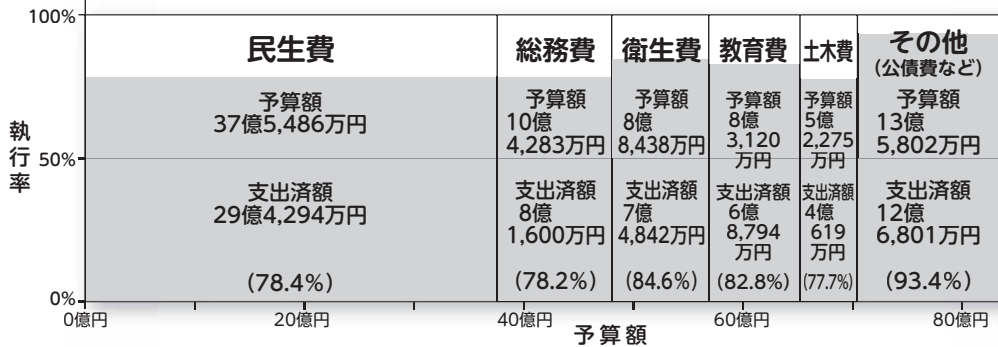 100%
50%
0%
執行率
民生費
予算額
37億5,486万円
支出済額
29億4,294万円
(78.4%)
総務費
予算額
10億
4,283万円
支出済額
8億
1,600万円
(78.2%)
衛生費
予算額
8億
8,438万円
支出済額
7億
4,842万円
(84.6%)
教育費
予算額
8億
3,120
万円
支出済額
6億
8,794
万円
(82.8%)
土木費
予算額
5億
2,275
万円
支出済額
4億
619
万円
(77.7%)
その他
(公債費など)
予算額
13億
5,802万円
支出済額
12億
6,801万円
(93.4%)
0億円
20億円
40億円
60億円
80億円
予算額